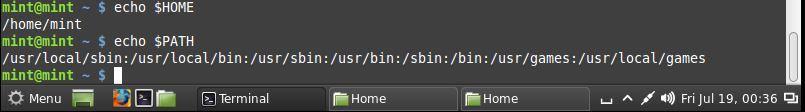 mint@mint ~ $ echo $HOME
/home/mint
mint@mint ~ $ echo $PATH
/usr/local/sbin:/usr/local/bin:/usr/sbin:/usr/bin:/sbin:/bin:/usr/games:/usr/local/games
mint@mint ~ $
Menu Terminal Home Home Fri Jul 19, 00:36